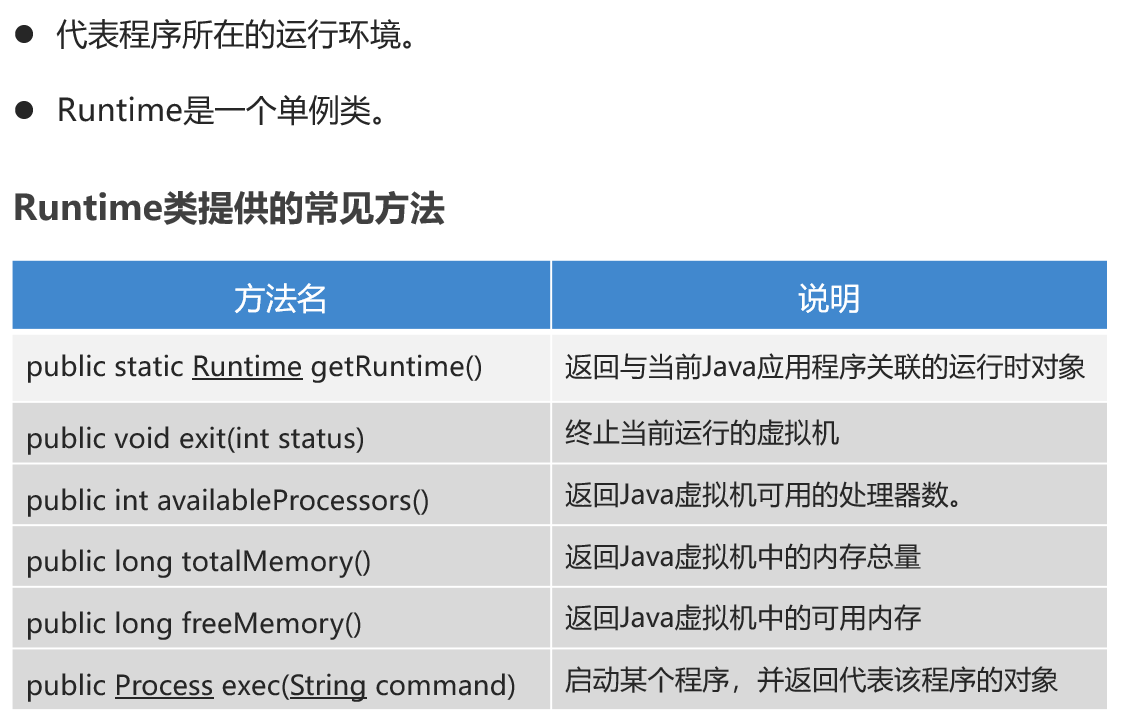 ● 代表程序所在的运行环境。
● Runtime是一个单例类。
Runtime类提供的常见方法
方法名 说明
public static Runtime getRuntime() 返回与当前Java应用程序关联的运行时对象
public void exit(int status) 终止当前运行的虚拟机
public int availableProcessors() 返回Java虚拟机可用的处理器数。
public long totalMemory() 返回Java虚拟机中的内存总量
public long freeMemory() 返回Java虚拟机中的可用内存
public Process exec(String command) 启动某个程序，并返回代表该程序的对象